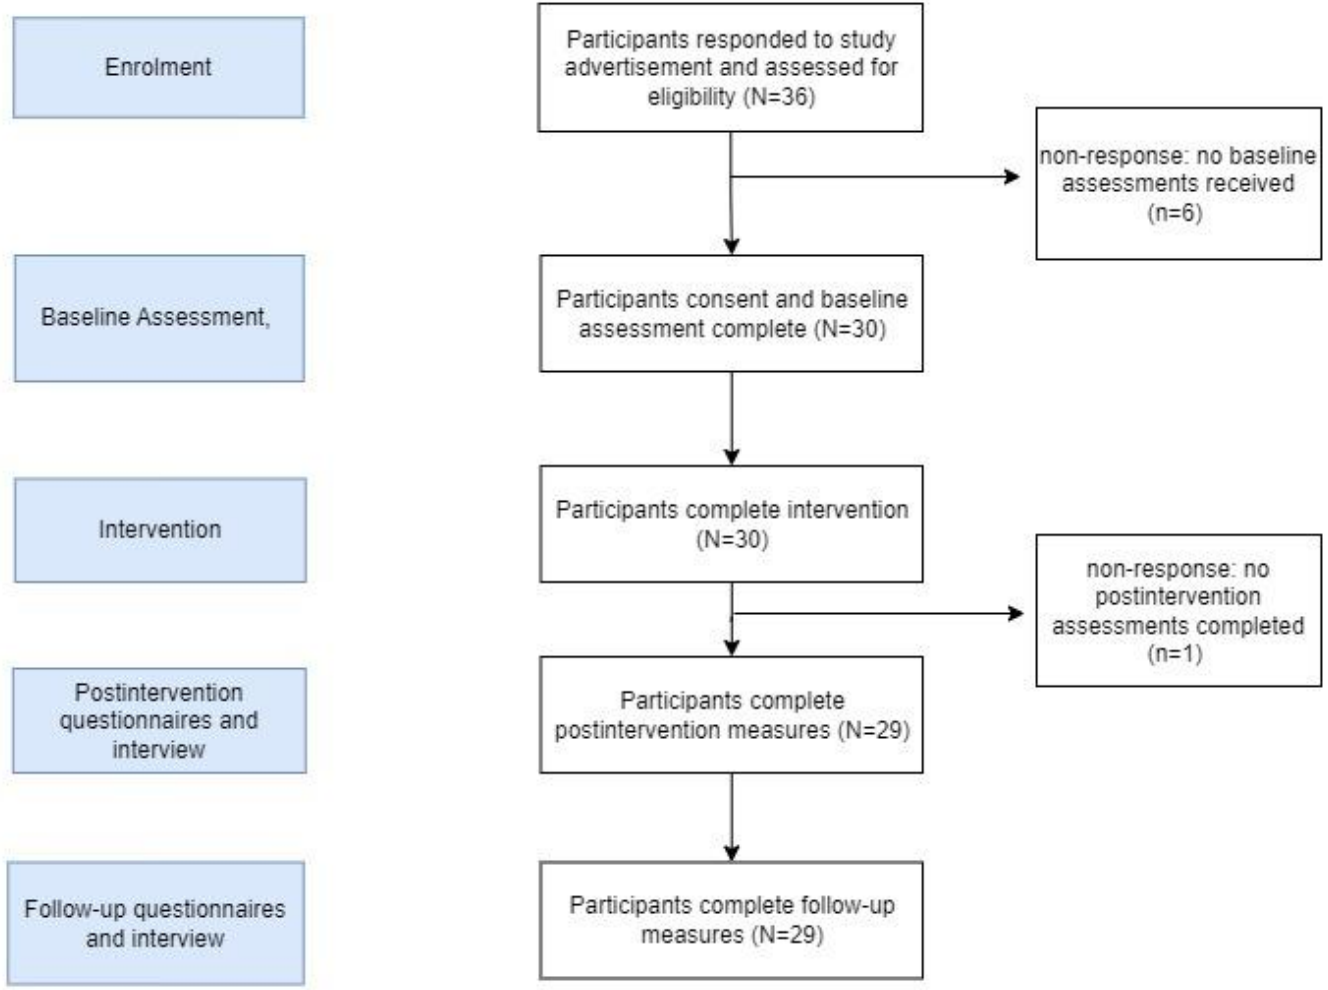 Enrolment
Participants responded to study
advertisement and assessed for
eligibility (N=36)
non-response: no baseline
assessments received
(n=6)
Baseline Assessment,
Participants consent and baseline
assessment complete (N=30)
Intervention
Participants complete intervention
(N=30)
non-response: no
postintervention
assessments completed
(n=1)
Postintervention
questionnaires and
interview
Participants complete
postintervention measures (N=29)
Follow-up questionnaires
and interview
Participants complete follow-up
measures (N=29)